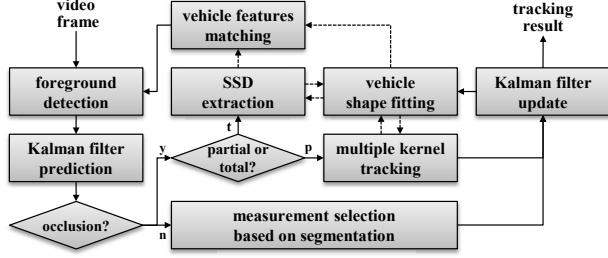 video
frame
tracking
result
vehicle features
matching
foreground
detection
SSD
extraction
vehicle
shape fitting
Kalman filter
update
Kalman filter
prediction
y
t
partial or
total?
p
multiple kernel
tracking
occlusion?
n
measurement selection
based on segmentation